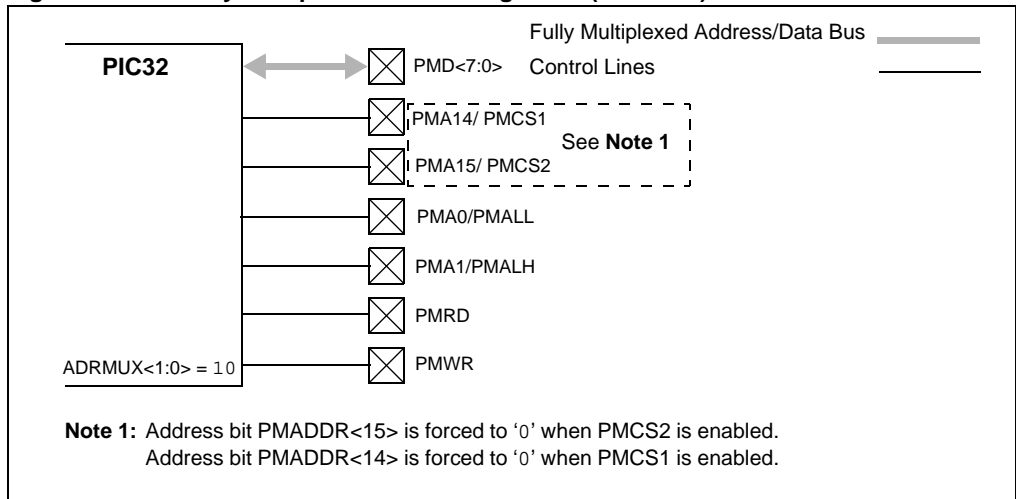 Fully Multiplexed Address/Data Bus
PIC32
PMD<7:0>
Control Lines
PMA14/ PMCS1
See Note 1
PMA15/ PMCS2
PMA0/PMALL
PMA1/PMALH
PMRD
ADRMUX<1:0> = 10
PMWR
Note 1: Address bit PMADDR<15> is forced to ‘0’ when PMCS2 is enabled.
Address bit PMADDR<14> is forced to ‘0’ when PMCS1 is enabled.